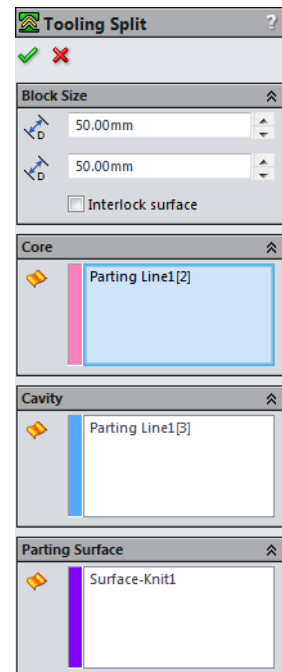 Tooling Split ?
Block Size
D 50.00mm
D 50.00mm
Interlock surface
Core
Parting Line1[2]
Cavity
Parting Line1[3]
Parting Surface
Surface-Knit1